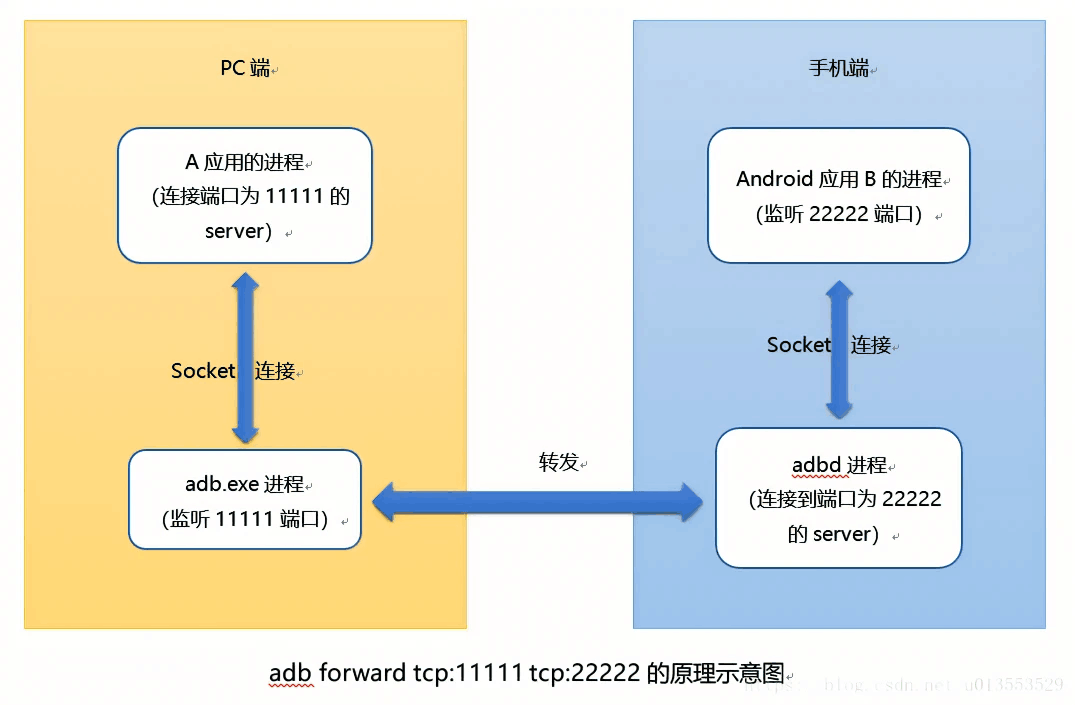 PC 端
手机端
A 应用的进程
（连接端口为 11111 的
server）
Android 应用 B 的进程
（监听 22222 端口）
Socket 连接
Socket 连接
adb.exe 进程
（监听 11111 端口）
转发
adbd 进程
（连接到端口为 22222
的 server）
adb forward tcp:11111 tcp:22222 的原理示意图
https://blog.csdn.net/u013553529